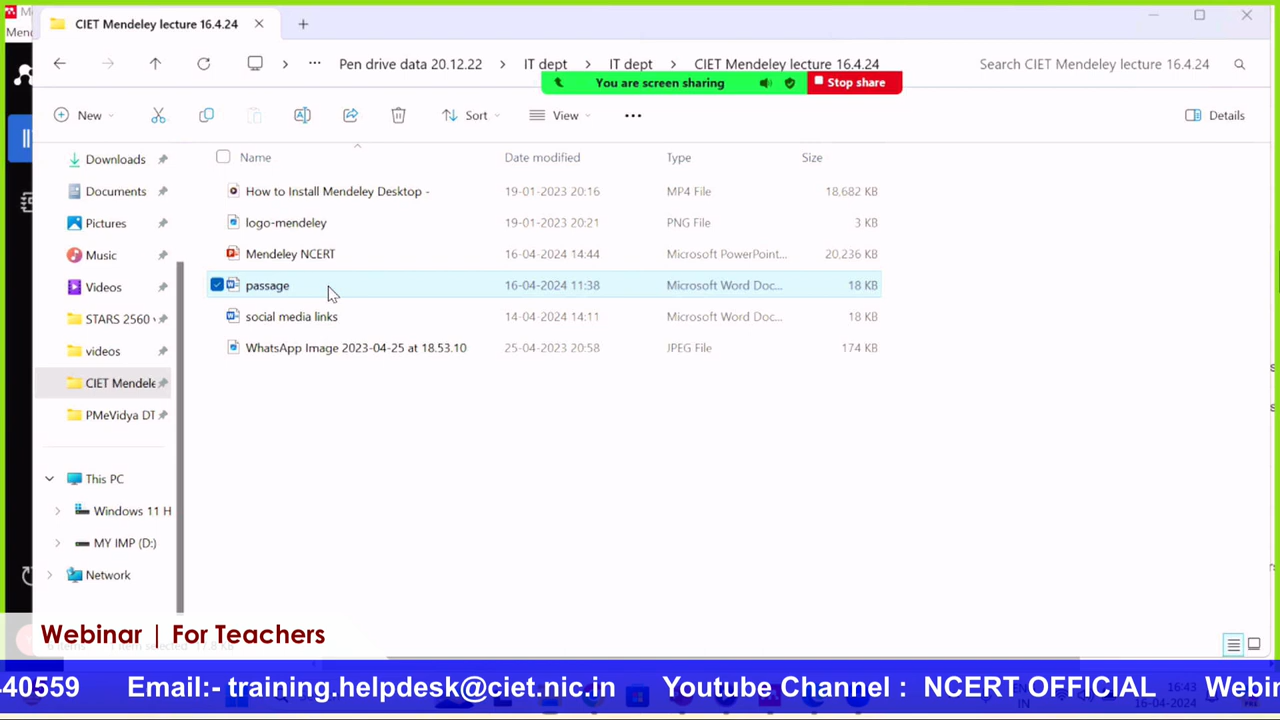 CIET Mendeley lecture 16.4.24
Mend
Pen drive data 20.12.22 > IT dept > IT dept > CIET Mendeley lecture 16.4.24 Search CIET Mendeley lecture 16.4.24
You are screen sharing Stop share
New Sort View ... Details
Name Date modified Type Size
Downloads
Documents
Pictures
Music
Videos
STARS 2560
videos
CIET Mendele
PMeVidya DT
This PC
Windows 11 H
MY IMP (D:)
Network
How to Install Mendeley Desktop - 19-01-2023 20:16 MP4 File 18,682 KB
logo-mendeley 19-01-2023 20:21 PNG File 3 KB
Mendeley NCERT 16-04-2024 14:44 Microsoft PowerPoint... 20,236 KB
passage 16-04-2024 11:38 Microsoft Word Doc... 18 KB
social media links 14-04-2024 14:11 Microsoft Word Doc... 18 KB
WhatsApp Image 2023-04-25 at 18.53.10 25-04-2023 20:58 JPEG File 174 KB
Webinar | For Teachers
40559 Email:- training.helpdesk@ciet.nic.in Youtube Channel : NCERT OFFICIAL Webin
16:43
16-04-2024